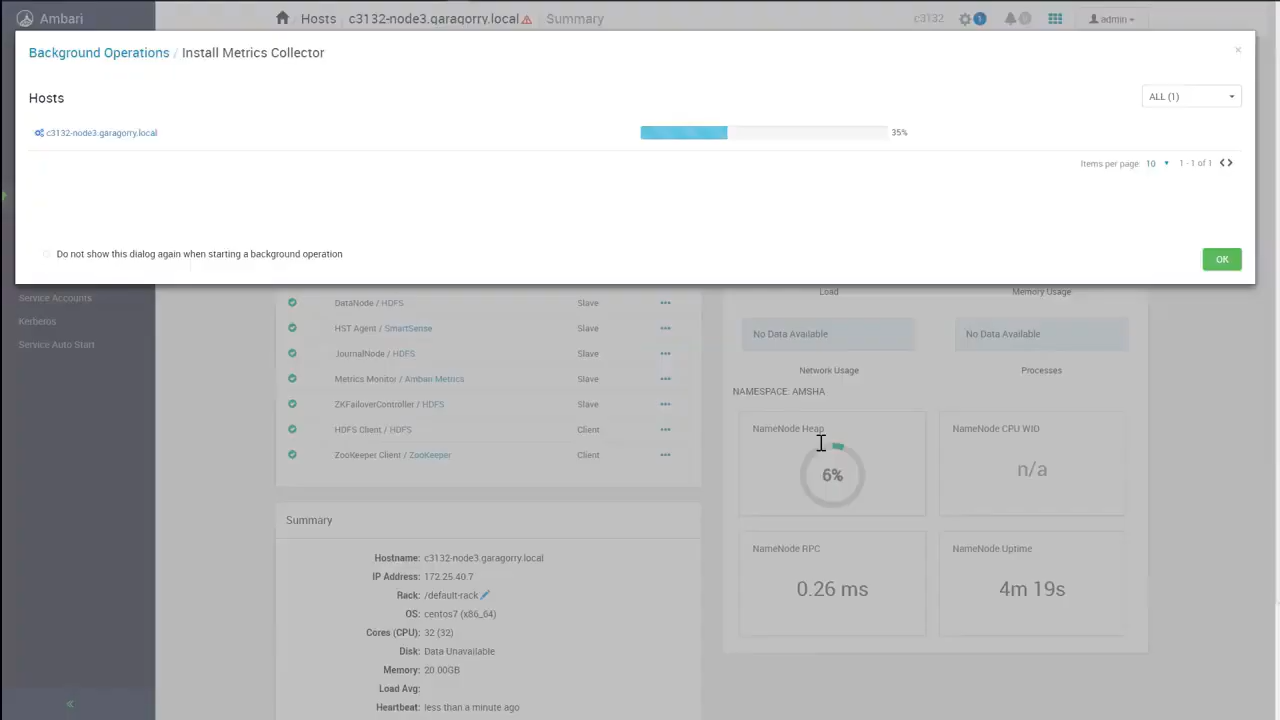 Ambari
Hosts / c3132-node3.garagorry.local / Summary
c3132
1
0
admin
Background Operations / Install Metrics Collector
×
Hosts
ALL (1)
c3132-node3.garagorry.local
35%
Items per page 10 1 - 1 of 1
Do not show this dialog again when starting a background operation
OK
Service Accounts
Kerberos
Service Auto Start
DataNode / HDFS Slave
HST Agent / SmartSense Slave
JournalNode / HDFS Slave
Metrics Monitor / Ambari Metrics Slave
ZKFailoverController / HDFS Slave
HDFS Client / HDFS Client
ZooKeeper Client / ZooKeeper Client
Load Memory Usage
No Data Available No Data Available
Network Usage Processes
NAMESPACE: AMSHA
NameNode Heap NameNode CPU WIO
6% n/a
NameNode RPC NameNode Uptime
0.26 ms 4m 19s
Summary
Hostname: c3132-node3.garagorry.local
IP Address: 172.25.40.7
Rack: /default-rack
OS: centos7 (x86_64)
Cores (CPU): 32 (32)
Disk: Data Unavailable
Memory: 20.00GB
Load Avg:
Heartbeat: less than a minute ago